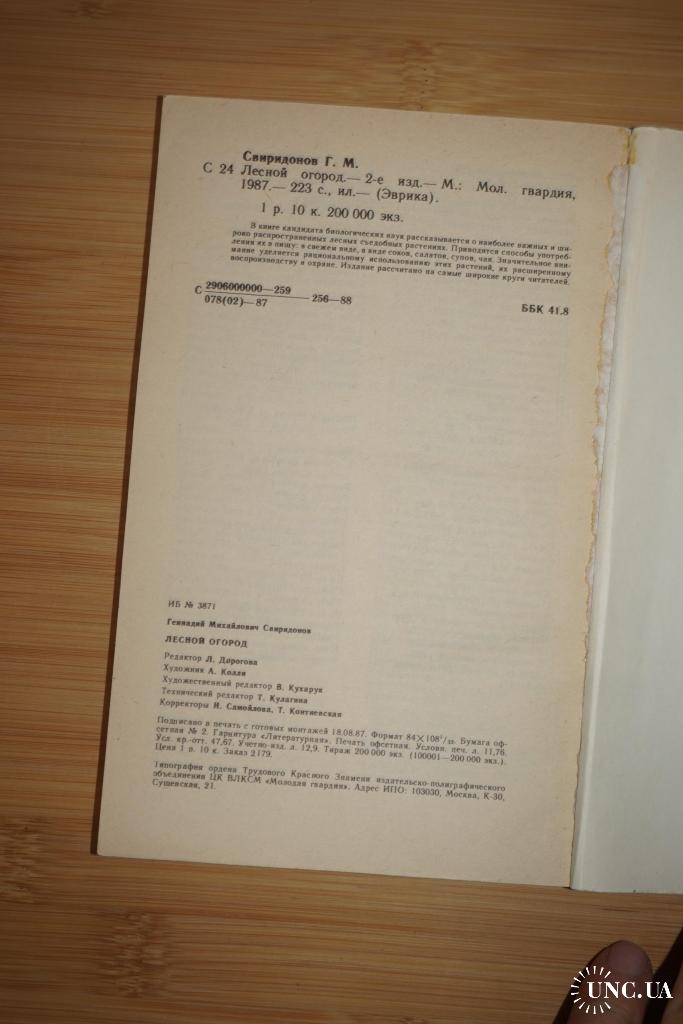 Свиридонов Г. М.
С 24 Лесной огород.— 2-е изд.— М.: Мол. гвардия,
1987.— 223 с., ил.— (Эврика).
1 р. 10 к. 200 000 экз.
В книге кандидата биологических наук рассказывается о наиболее важных и ши-
роко распространенных лесных съедобных растениях. Приводятся способы употреб-
ления их в пищу: в свежем виде, в виде соков, салатов, супов, чая. Значительное вни-
мание уделяется рациональному использованию этих растений, их расширенному
воспроизводству и охране. Издание рассчитано на самые широкие круги читателей.
С 2906000000—259
078(02)—87 256—88
ББК 41.8
ИБ № 3871
Геннадий Михайлович Свиридонов
ЛЕСНОЙ ОГОРОД
Редактор Л. Дорогова
Художник А. Колли
Художественный редактор В. Кухарук
Технический редактор Т. Кулагина
Корректоры И. Самойлова, Т. Контиевская
Подписано в печать с готовых монтажей 18.08.87. Формат 84×108¹/₃₂. Бумага оф-
сетная № 2. Гарнитура «Литературная». Печать офсетная. Условн. печ. л. 11,76.
Усл. кр.-отт. 47,67. Учетно-изд. л. 12,9. Тираж 200 000 экз. (100001—200 000 экз.).
Цена 1 р. 10 к. Заказ 2179.
Типография ордена Трудового Красного Знамени издательско-полиграфического
объединения ЦК ВЛКСМ «Молодая гвардия». Адрес ИПО: 103030, Москва, К-30,
Сущевская, 21.
UNC.UA